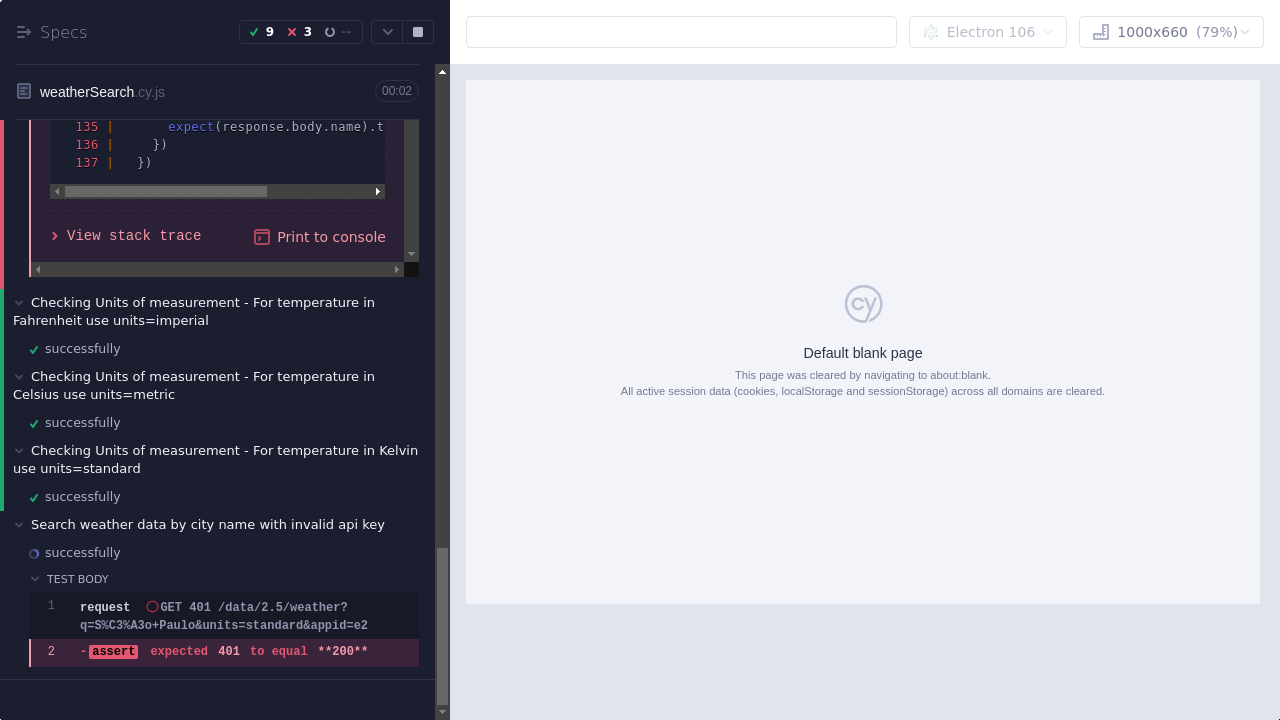 Specs
9 3 --
weatherSearch.cy.js 00:02
135 | expect(response.body.name).t
136 | })
137 | })
View stack trace Print to console
Checking Units of measurement - For temperature in
Fahrenheit use units=imperial
successfully
Checking Units of measurement - For temperature in
Celsius use units=metric
successfully
Checking Units of measurement - For temperature in Kelvin
use units=standard
successfully
Search weather data by city name with invalid api key
successfully
TEST BODY
1 request GET 401 /data/2.5/weather?
q=S%C3%A3o+Paulo&units=standard&appid=e2
2 -assert expected 401 to equal **200**
Electron 106 1000x660 (79%)
cy
Default blank page
This page was cleared by navigating to about:blank.
All active session data (cookies, localStorage and sessionStorage) across all domains are cleared.